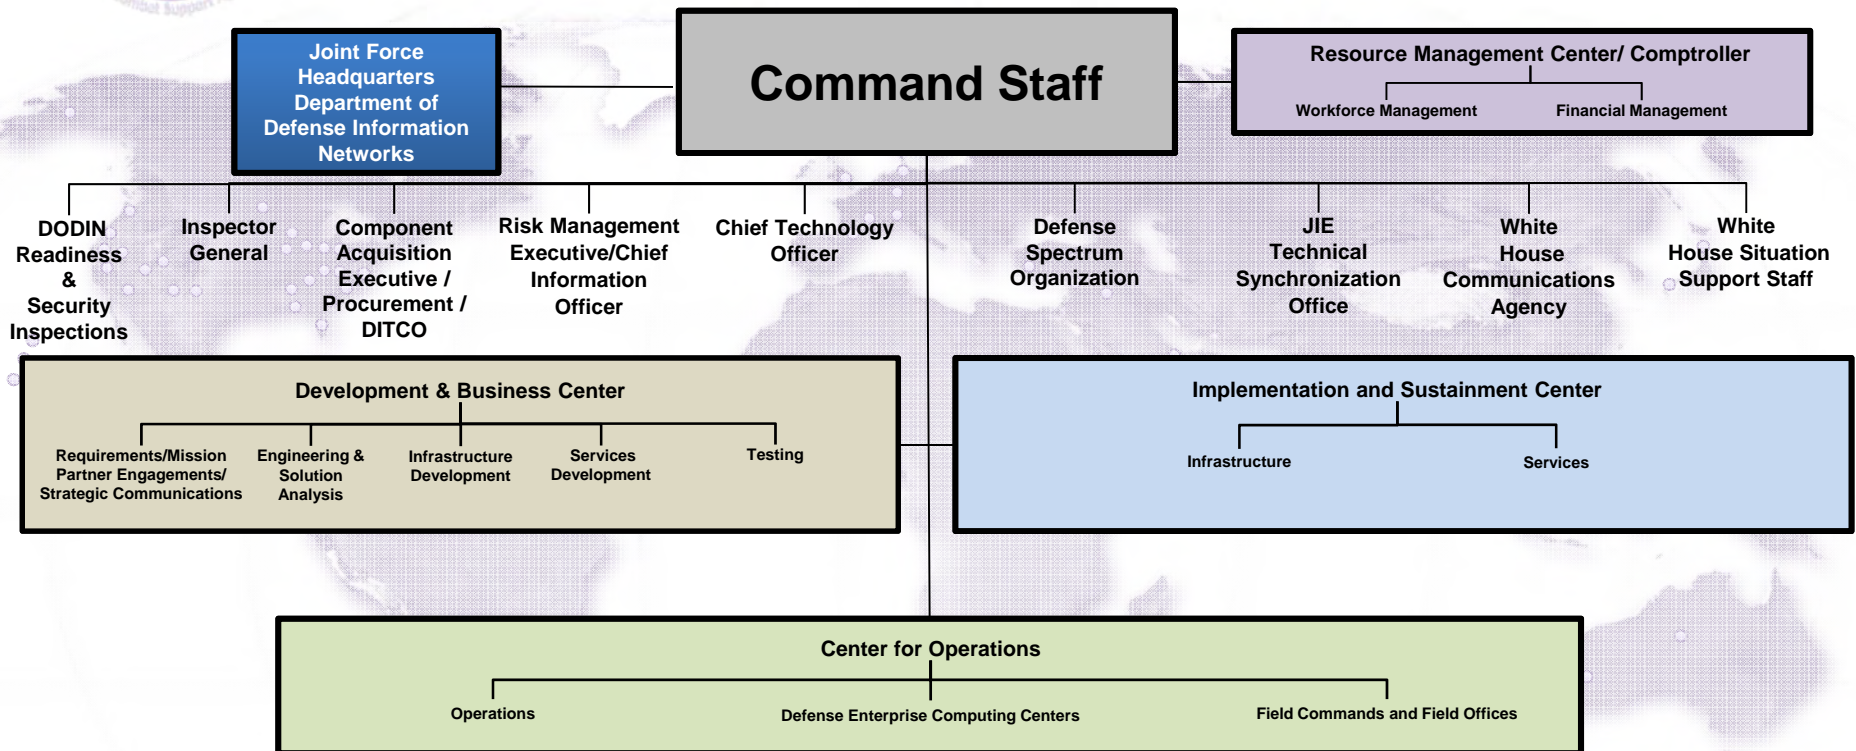 Combat Support
Joint Force
Headquarters
Department of
Defense Information
Networks
Command Staff
Resource Management Center/ Comptroller
Workforce Management
Financial Management
DODIN
Readiness
&
Security
Inspections
Inspector
General
Component
Acquisition
Executive /
Procurement /
DITCO
Risk Management
Executive/Chief
Information
Officer
Chief Technology
Officer
Defense
Spectrum
Organization
JIE
Technical
Synchronization
Office
White
House
Communications
Agency
White
House Situation
Support Staff
Development & Business Center
Requirements/Mission
Partner Engagements/
Strategic Communications
Engineering &
Solution
Analysis
Infrastructure
Development
Services
Development
Testing
Implementation and Sustainment Center
Infrastructure
Services
Center for Operations
Operations
Defense Enterprise Computing Centers
Field Commands and Field Offices